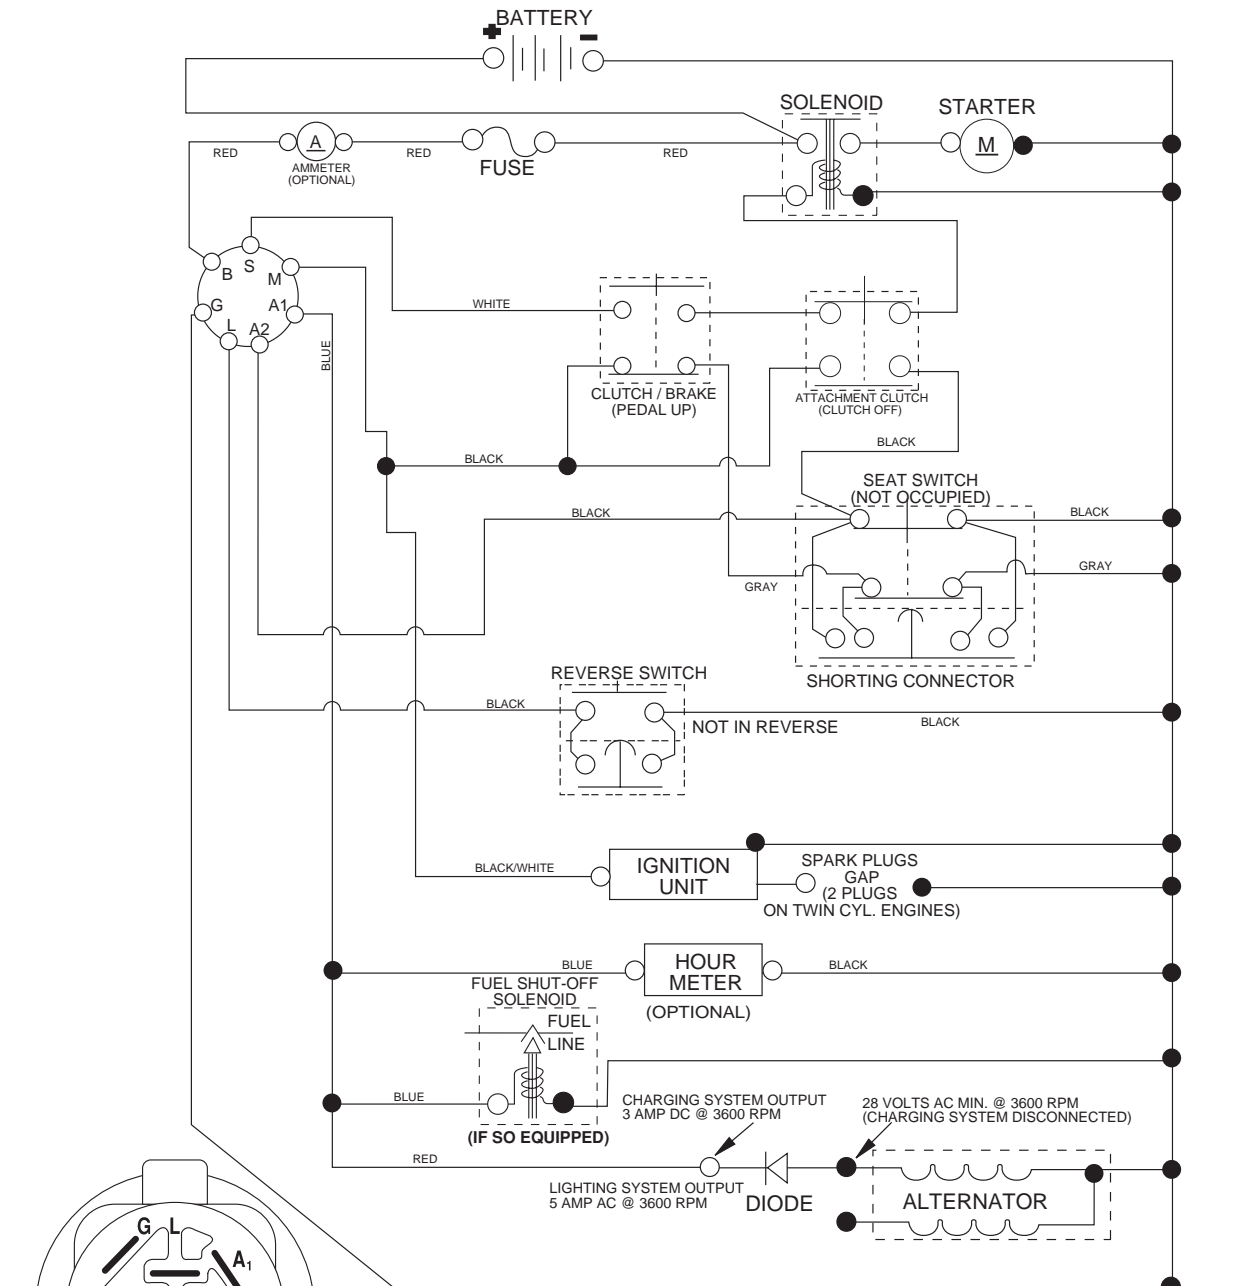 BATTERY
SOLENOID
STARTER
A
M
RED
RED
RED
AMMETER
(OPTIONAL)
FUSE
B
S
M
G
A1
L
A2
BLUE
WHITE
CLUTCH / BRAKE
(PEDAL UP)
ATTACHMENT CLUTCH
(CLUTCH OFF)
BLACK
BLACK
SEAT SWITCH
(NOT OCCUPIED)
BLACK
BLACK
GRAY
GRAY
SHORTING CONNECTOR
REVERSE SWITCH
BLACK
NOT IN REVERSE
BLACK
BLACK/WHITE
IGNITION
UNIT
SPARK PLUGS
GAP
(2 PLUGS
ON TWIN CYL. ENGINES)
BLUE
HOUR
METER
BLACK
(OPTIONAL)
FUEL SHUT-OFF
SOLENOID
FUEL
LINE
BLUE
(IF SO EQUIPPED)
CHARGING SYSTEM OUTPUT
3 AMP DC @ 3600 RPM
28 VOLTS AC MIN. @ 3600 RPM
(CHARGING SYSTEM DISCONNECTED)
RED
LIGHTING SYSTEM OUTPUT
5 AMP AC @ 3600 RPM
DIODE
ALTERNATOR
G
L
A1